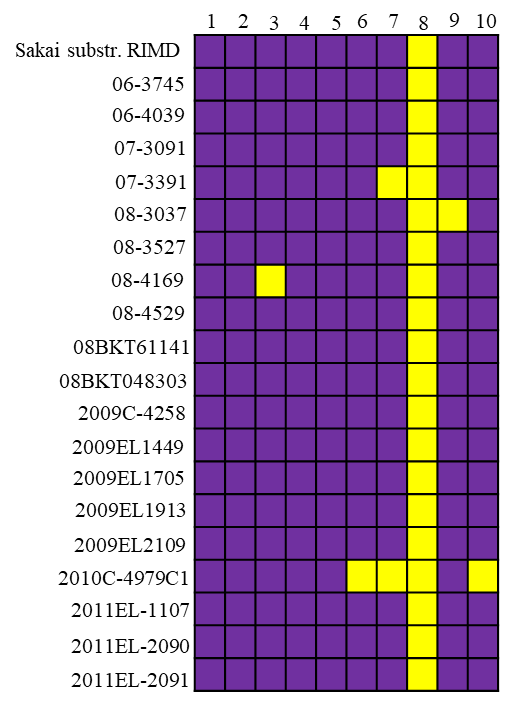 1 2 3 4 5 6 7 8 9 10
Sakai substr. RIMD
06-3745
06-4039
07-3091
07-3391
08-3037
08-3527
08-4169
08-4529
08BKT61141
08BKT048303
2009C-4258
2009EL1449
2009EL1705
2009EL1913
2009EL2109
2010C-4979C1
2011EL-1107
2011EL-2090
2011EL-2091